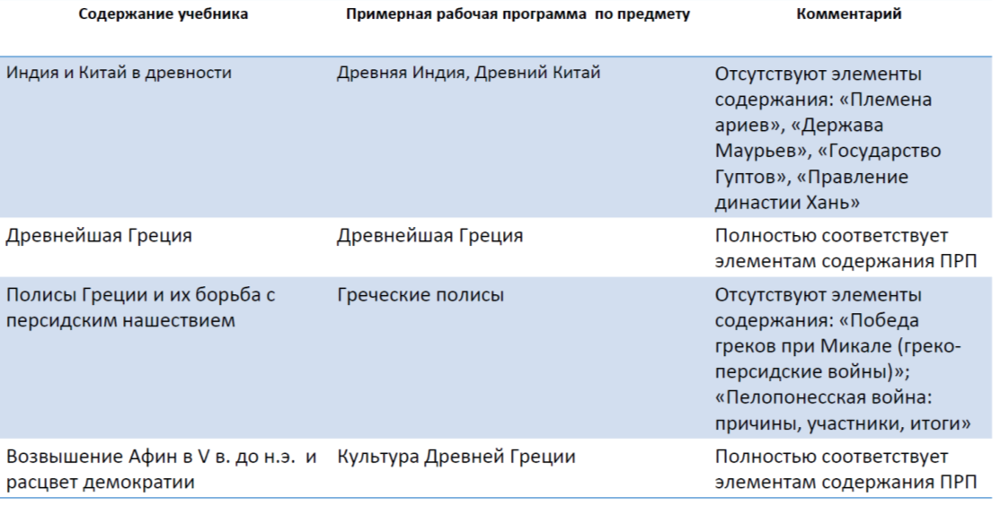 Содержание учебника
Примерная рабочая программа по предмету
Комментарий
Индия и Китай в древности
Древняя Индия, Древний Китай
Отсутствуют элементы
содержания: «Племена
ариев», «Держава
Маурьев», «Государство
Гуптов», «Правление
династии Хань»
Древнейшая Греция
Древнейшая Греция
Полностью соответствует
элементам содержания ПРП
Полисы Греции и их борьба с
персидским нашествием
Греческие полисы
Отсутствуют элементы
содержания: «Победа
греков при Микале (греко-
персидские войны)»;
«Пелопонесская война:
причины, участники, итоги»
Возвышение Афин в V в. до н.э. и
расцвет демократии
Культура Древней Греции
Полностью соответствует
элементам содержания ПРП